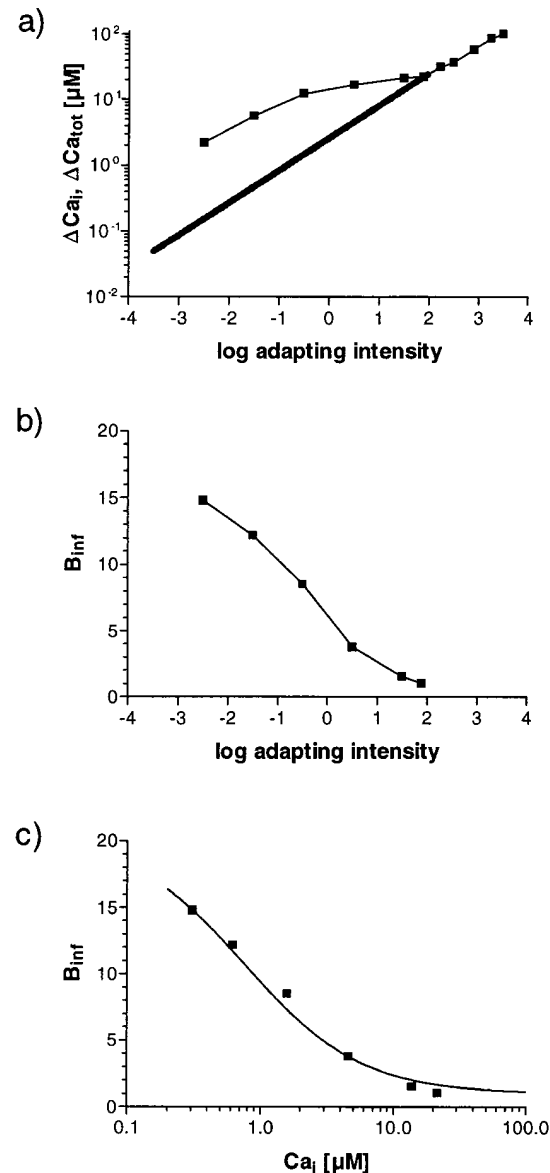 a)
ΔCaᵢ, ΔCaₜₒₜ [µM]
10²
10¹
10⁰
10⁻¹
10⁻²
-4 -3 -2 -1 0 1 2 3 4
log adapting intensity
b)
B_inf
20
15
10
5
0
-4 -3 -2 -1 0 1 2 3 4
log adapting intensity
c)
B_inf
20
15
10
5
0
0.1 1.0 10.0 100.0
Caᵢ [µM]